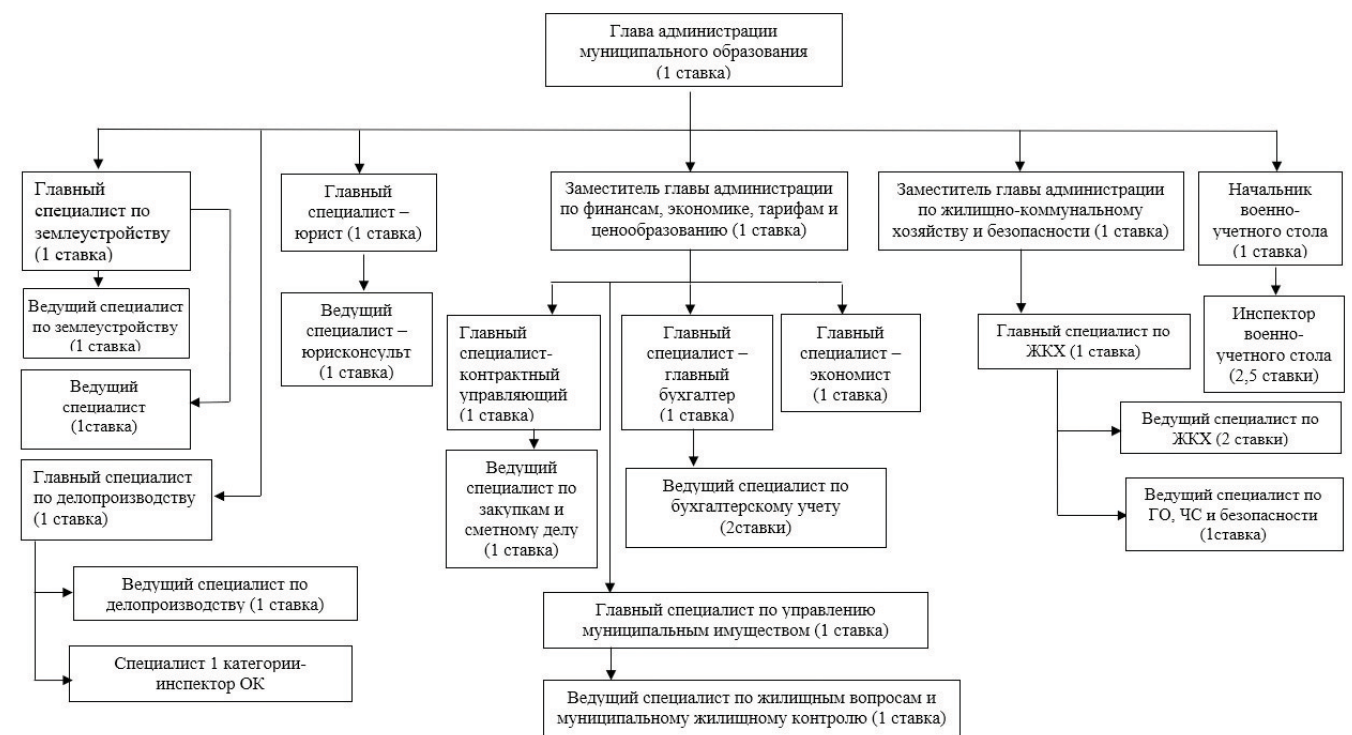 Глава администрации
муниципального образования
(1 ставка)
Главный
специалист по
землеустройству
(1 ставка)
Главный
специалист –
юрист (1 ставка)
Заместитель главы администрации
по финансам, экономике, тарифам и
ценообразованию (1 ставка)
Заместитель главы администрации
по жилищно-коммунальному
хозяйству и безопасности (1 ставка)
Начальник
военно-
учетного стола
(1 ставка)
Ведущий специалист
по землеустройству
(1 ставка)
Ведущий
специалист –
юрисконсульт
(1 ставка)
Главный
специалист-
контрактный
управляющий
(1 ставка)
Главный
специалист –
главный
бухгалтер
(1 ставка)
Главный
специалист –
экономист
(1 ставка)
Главный специалист по
ЖКХ (1 ставка)
Инспектор
военно-
учетного стола
(2,5 ставки)
Ведущий
специалист
(1ставка)
Ведущий специалист по
ЖКХ (2 ставки)
Главный специалист
по делопроизводству
(1 ставка)
Ведущий
специалист по
закупкам и
сметному делу
(1 ставка)
Ведущий специалист по
бухгалтерскому учету
(2ставки)
Ведущий специалист по
ГО, ЧС и безопасности
(1ставка)
Ведущий специалист по
делопроизводству (1 ставка)
Главный специалист по управлению
муниципальным имуществом (1 ставка)
Специалист 1 категории-
инспектор ОК
Ведущий специалист по жилищным вопросам и
муниципальному жилищному контролю (1 ставка)